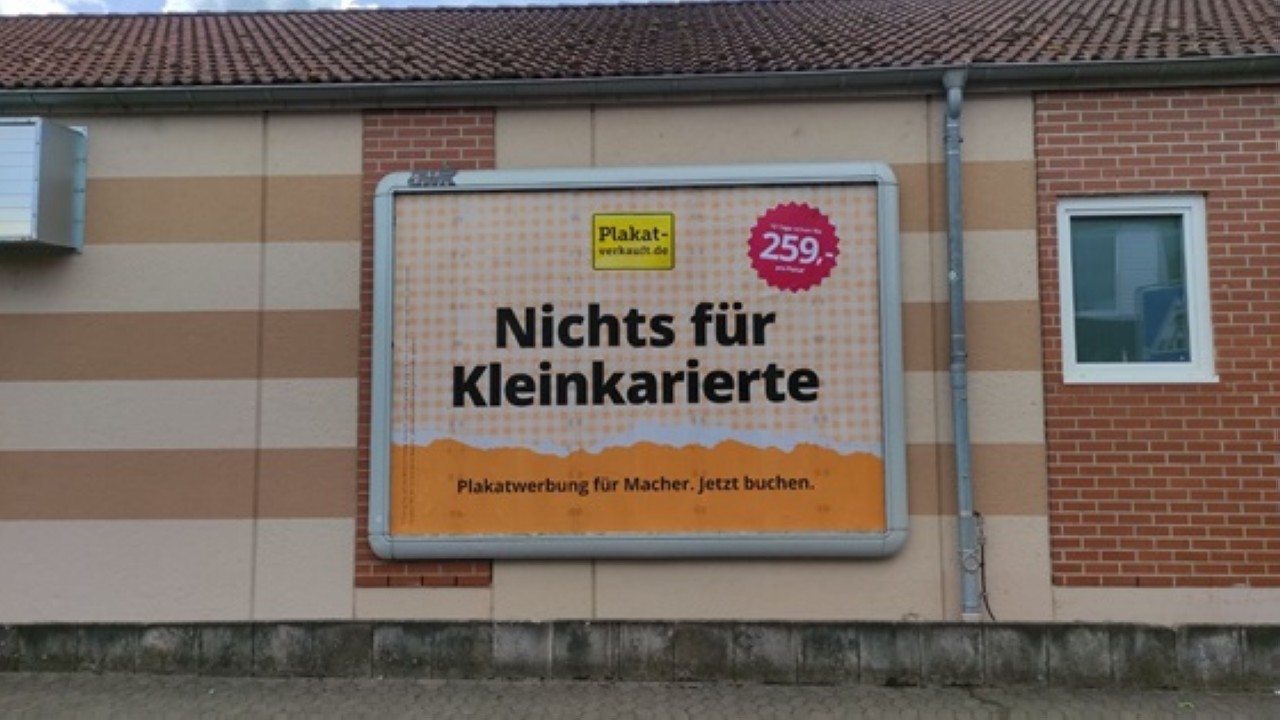 Plakat-
verkauft.de
259,-
Nichts für
Kleinkarierte
Plakatwerbung für Macher. Jetzt buchen.